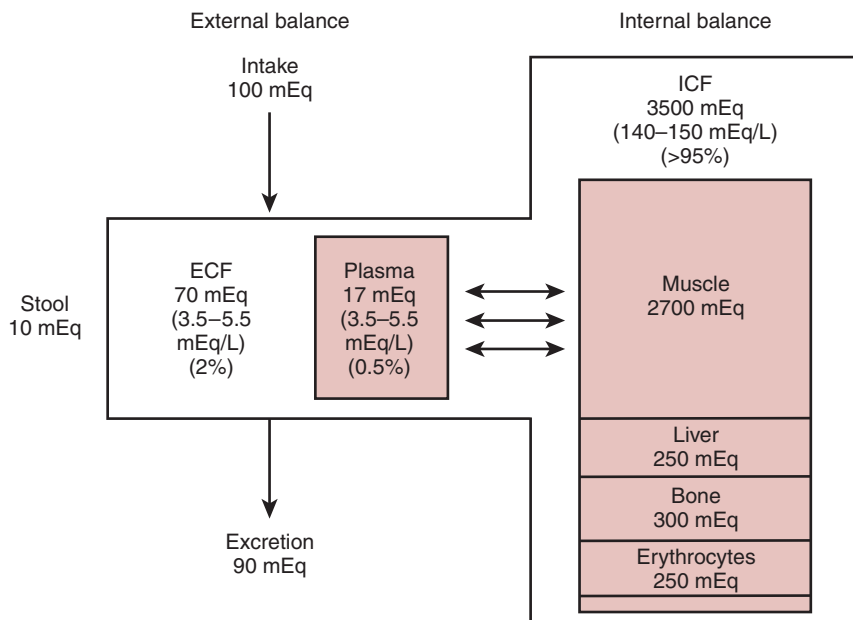 External balance
Internal balance
Intake
100 mEq
ICF
3500 mEq
(140–150 mEq/L)
(>95%)
Stool
10 mEq
ECF
70 mEq
(3.5–5.5
mEq/L)
(2%)
Plasma
17 mEq
(3.5–5.5
mEq/L)
(0.5%)
Muscle
2700 mEq
Liver
250 mEq
Bone
300 mEq
Erythrocytes
250 mEq
Excretion
90 mEq